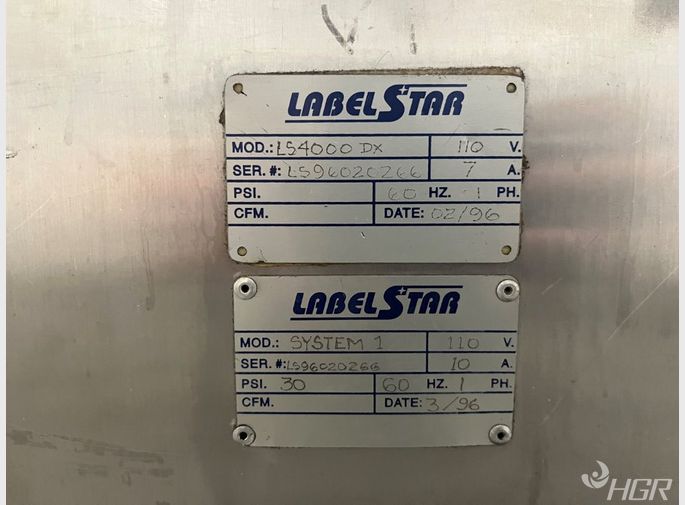 LABELSTAR
MOD.: LS4000 DX 110 V.
SER. #: LS96020266 7 A.
PSI. 60 HZ. 1 PH.
CFM. DATE: 02/96
LABELSTAR
MOD.: SYSTEM 1 110 V.
SER. #: LS96020266 10 A.
PSI. 30 60 HZ. 1 PH.
CFM. DATE: 3/96
HGR